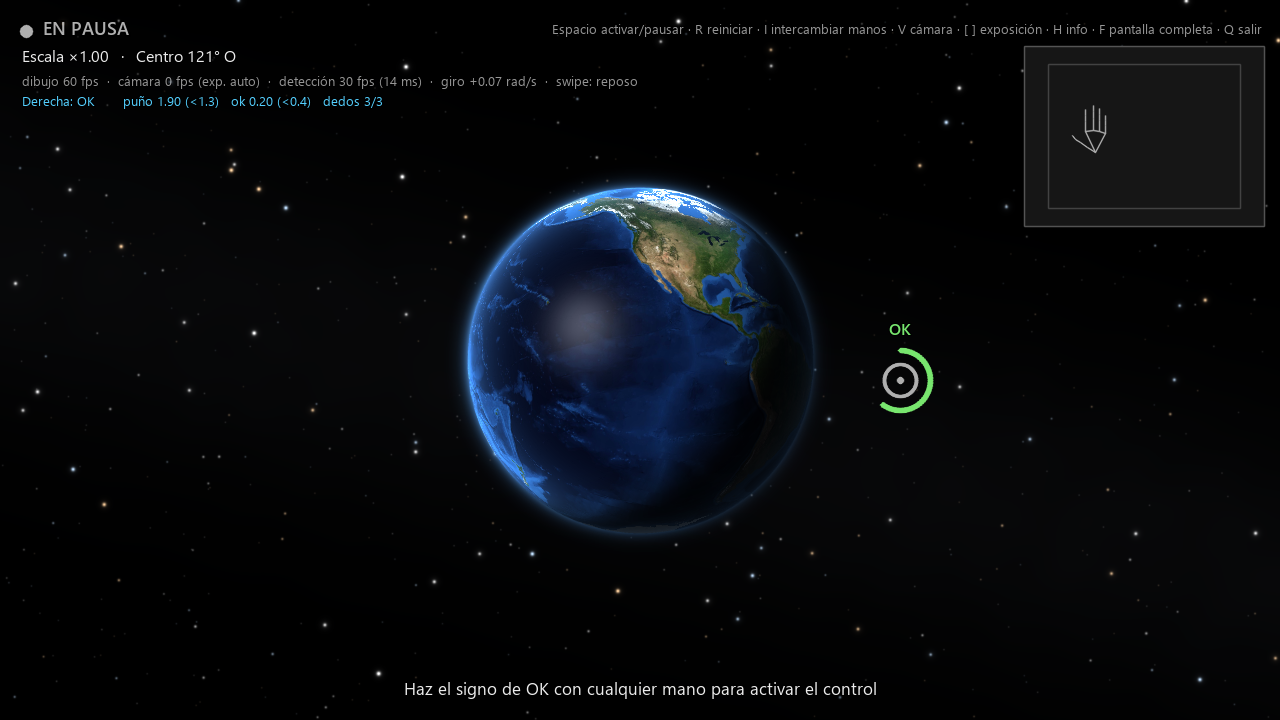 EN PAUSA
Espacio activar/pausar · R reiniciar · I intercambiar manos · V cámara · [ ] exposición · H info · F pantalla completa · Q salir
Escala ×1.00 · Centro 121° O
dibujo 60 fps · cámara 0 fps (exp. auto) · detección 30 fps (14 ms) · giro +0.07 rad/s · swipe: reposo
Derecha: OK puño 1.90 (<1.3) ok 0.20 (<0.4) dedos 3/3
OK
Haz el signo de OK con cualquier mano para activar el control